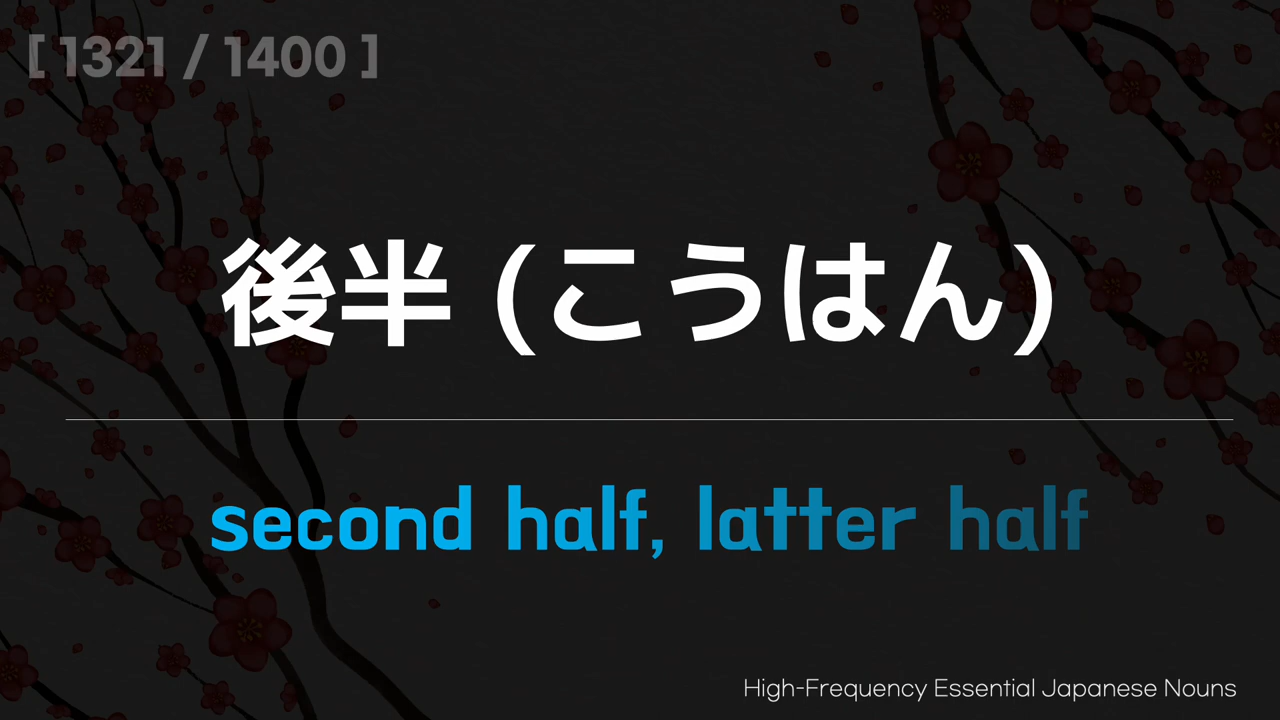 [ 1321 / 1400 ]
後半 (こうはん)
second half, latter half
High-Frequency Essential Japanese Nouns